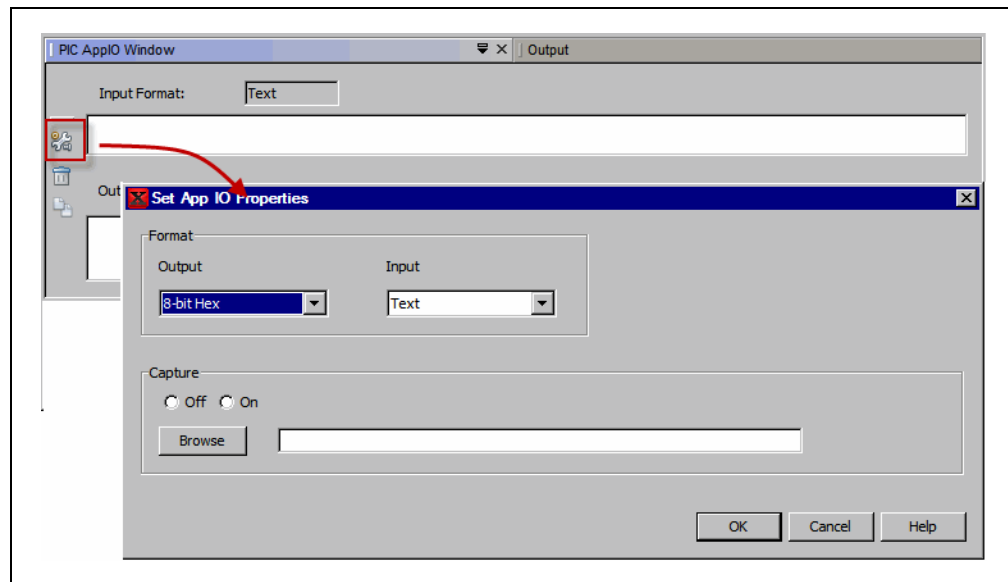 PIC AppIO Window
Output
Input Format: Text
Out
Set App IO Properties
Format
Output Input
8-bit Hex Text
Capture
Off On
Browse
OK Cancel Help